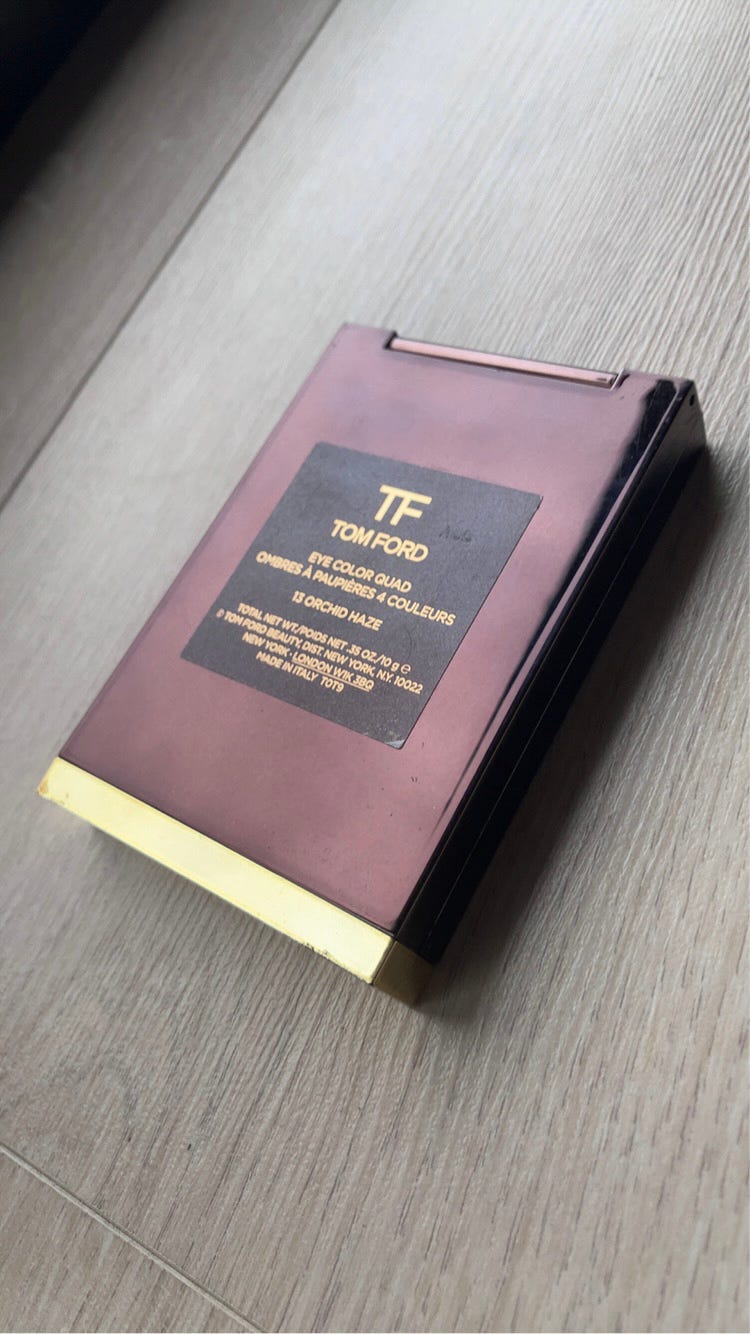 TF
TOM FORD
EYE COLOR QUAD
OMBRES À PAUPIÈRES 4 COULEURS
13 ORCHID HAZE
TOTAL NET WT./POIDS NET .35 OZ./10 g ℮
© TOM FORD BEAUTY, DIST. NEW YORK, N.Y. 10022
NEW YORK · LONDON W1K 3BQ
MADE IN ITALY T0T9